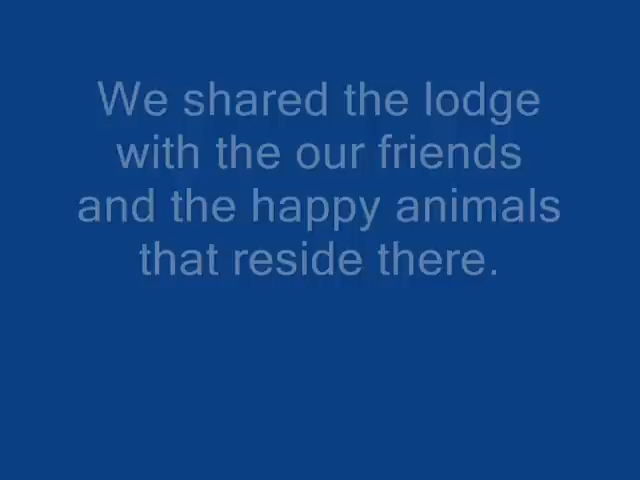 We shared the lodge
with the our friends
and the happy animals
that reside there.